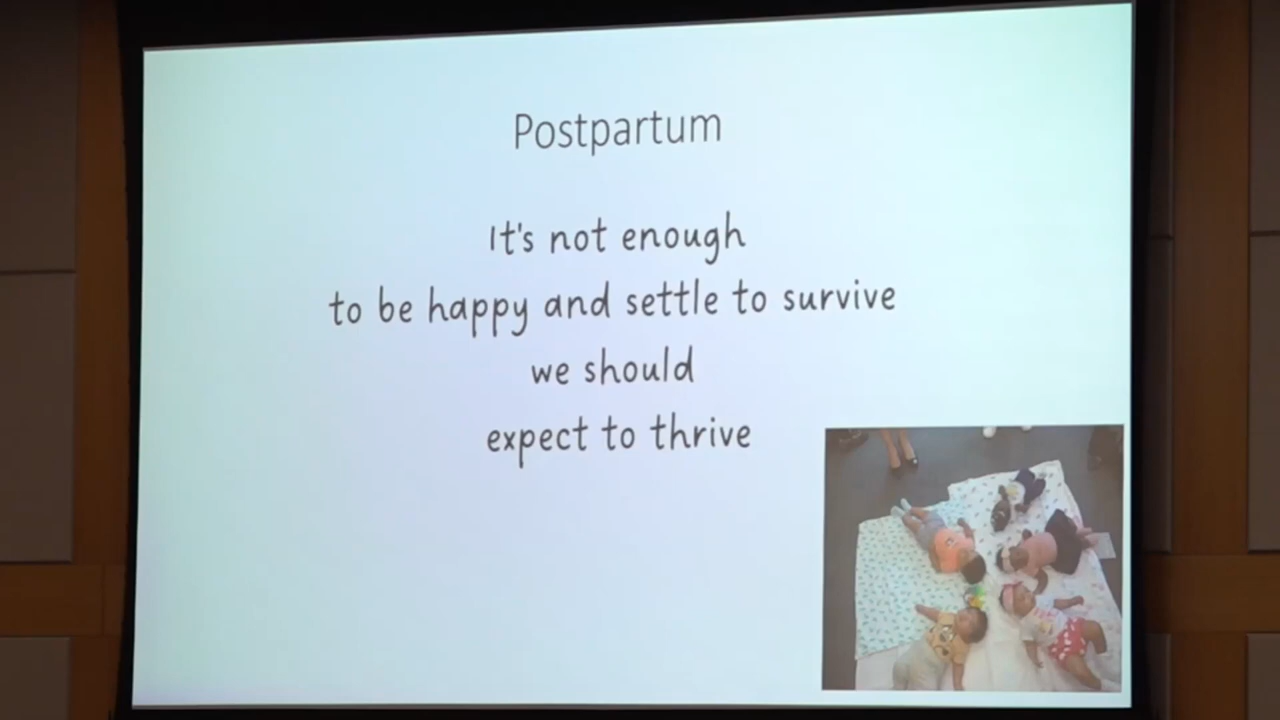 Postpartum
It's not enough
to be happy and settle to survive
we should
expect to thrive